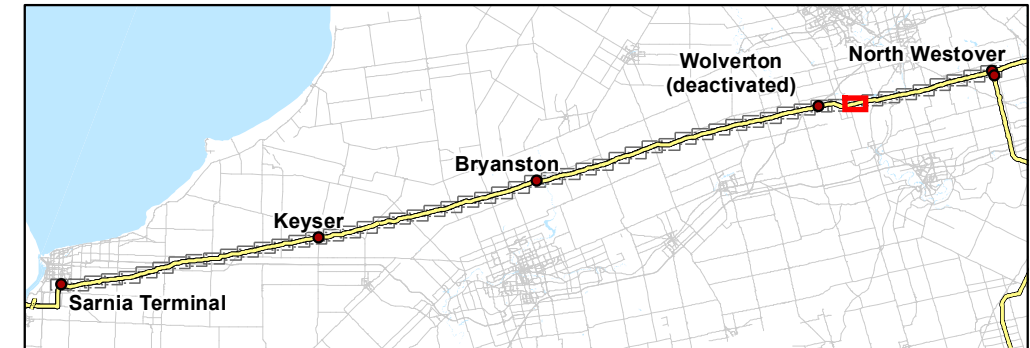 Wolverton
(deactivated)
North Westover
Bryanston
Keyser
Sarnia Terminal